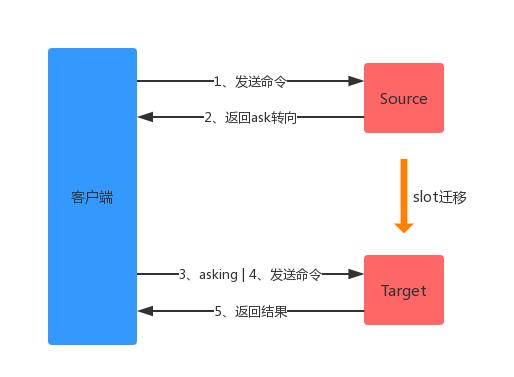 1、发送命令
Source
2、返回ask转向
客户端
slot迁移
3、asking | 4、发送命令
Target
5、返回结果